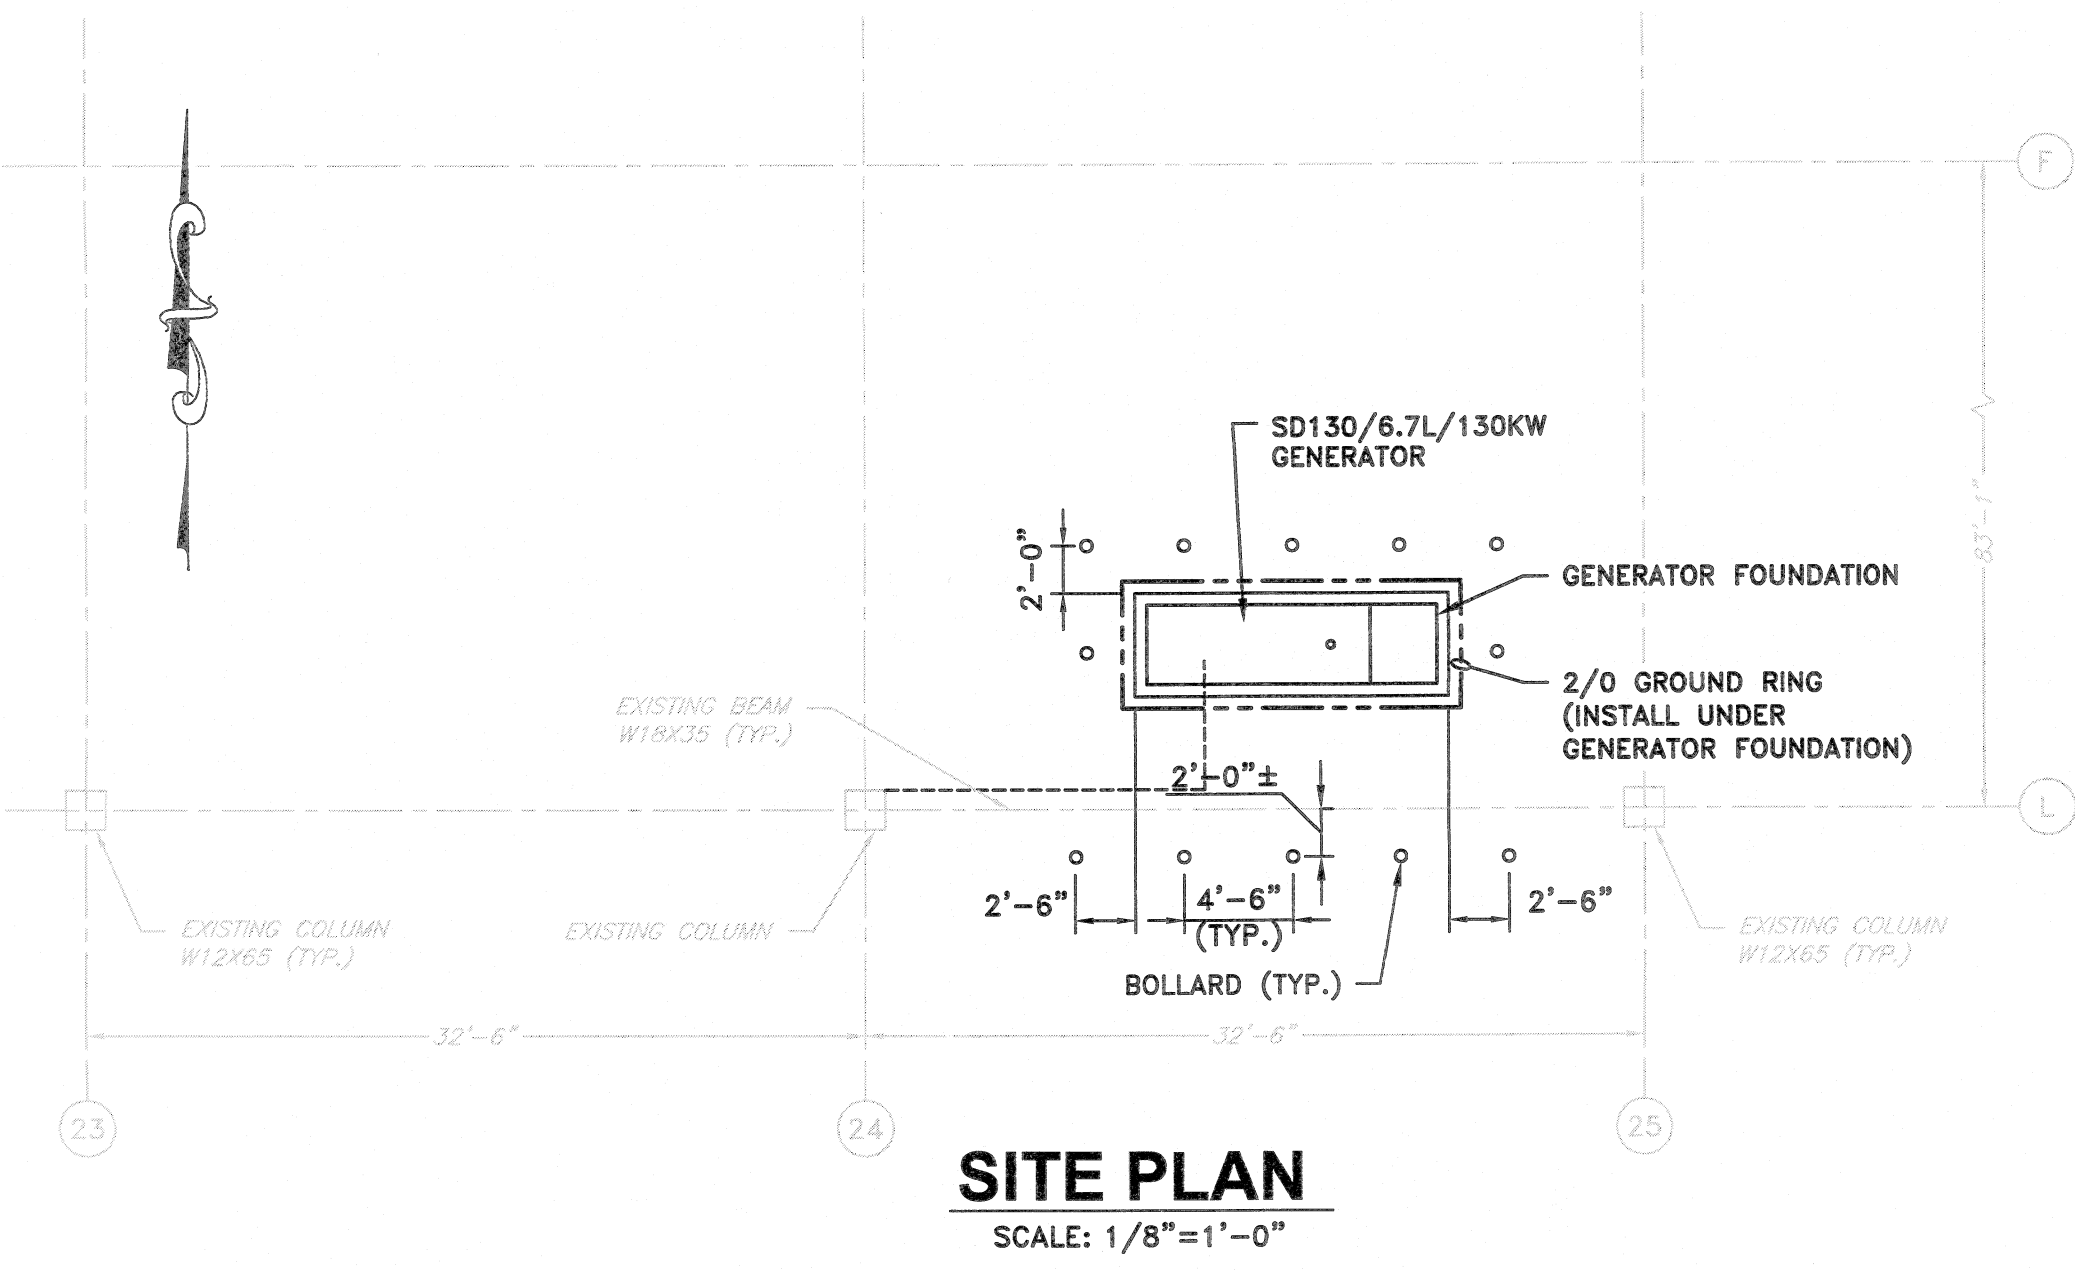 F
83'-1"
SD130/6.7L/130KW
GENERATOR
2'-0"
GENERATOR FOUNDATION
2/0 GROUND RING
(INSTALL UNDER
GENERATOR FOUNDATION)
EXISTING BEAM
W18X35 (TYP.)
2'-0"±
L
2'-6"
4'-6"
(TYP.)
2'-6"
EXISTING COLUMN
W12X65 (TYP.)
EXISTING COLUMN
EXISTING COLUMN
W12X65 (TYP.)
BOLLARD (TYP.)
32'-6"
32'-6"
23
24
25
SITE PLAN
SCALE: 1/8"=1'-0"